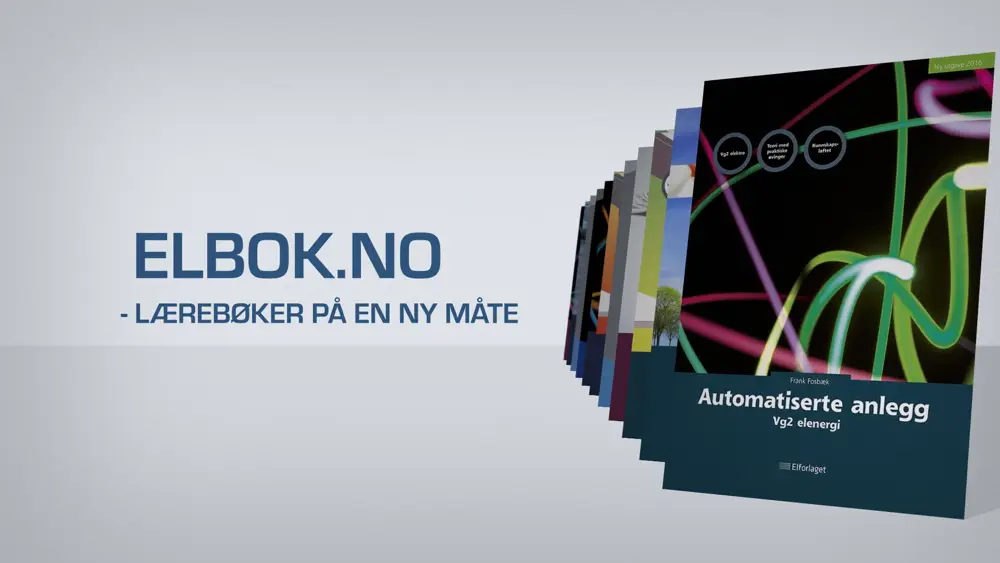 ELBOK.NO
- LÆREBØKER PÅ EN NY MÅTE
Ny utgave 2016
Vg2 elektro
Teori med
praktiske
øvinger
Kunnskaps-
løftet
Frank Fosbæk
Automatiserte anlegg
Vg2 elenergi
Elforlaget